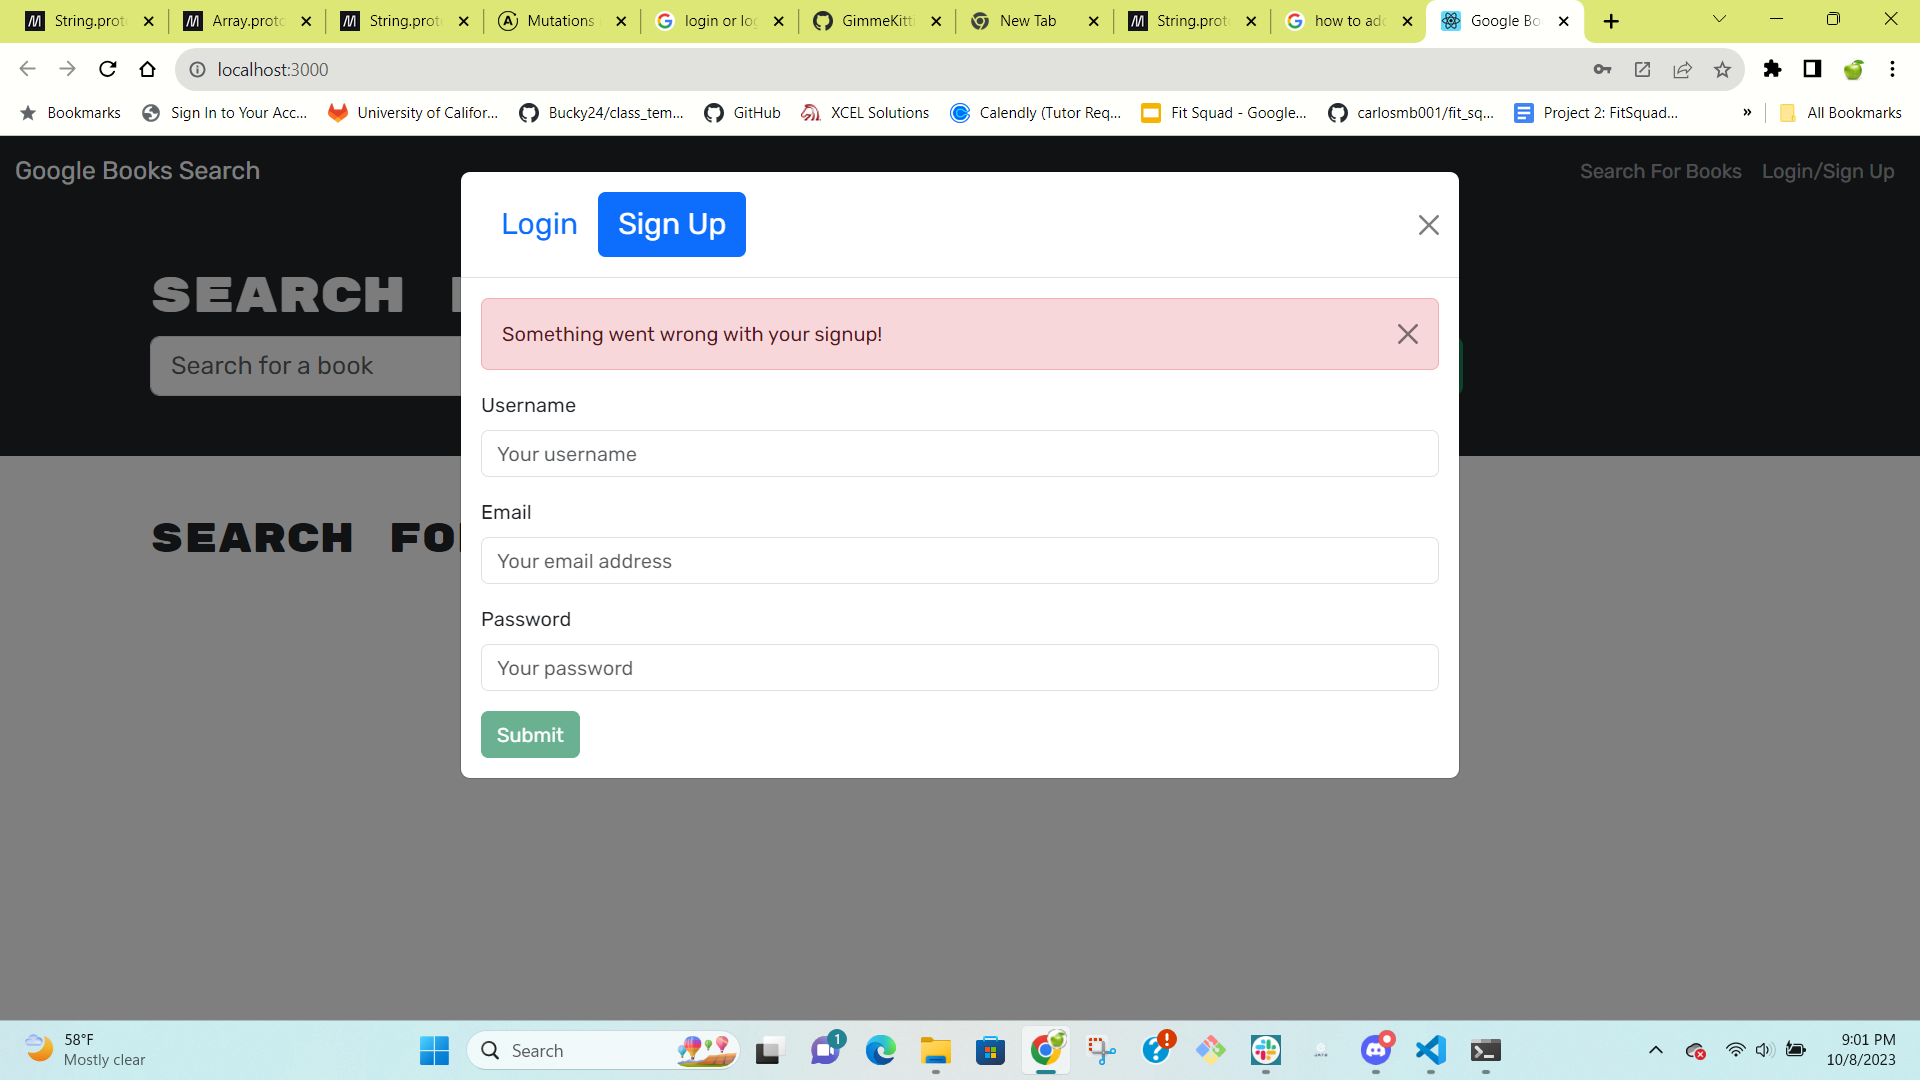 String.prot
Array.proto
String.prot
Mutations
login or log
GimmeKitti
New Tab
String.prot
how to add
Google Bo
localhost:3000
Bookmarks
Sign In to Your Acc...
University of Califor...
Bucky24/class_tem...
GitHub
XCEL Solutions
Calendly (Tutor Req...
Fit Squad - Google...
carlosmb001/fit_sq...
Project 2: FitSquad...
»
All Bookmarks
Google Books Search
Search For Books
Login/Sign Up
Login
Sign Up
SEARCH
Search for a book
Something went wrong with your signup!
Username
Your username
Email
Your email address
SEARCH FO
Password
Your password
Submit
58°F
Mostly clear
Search
1
9:01 PM
10/8/2023